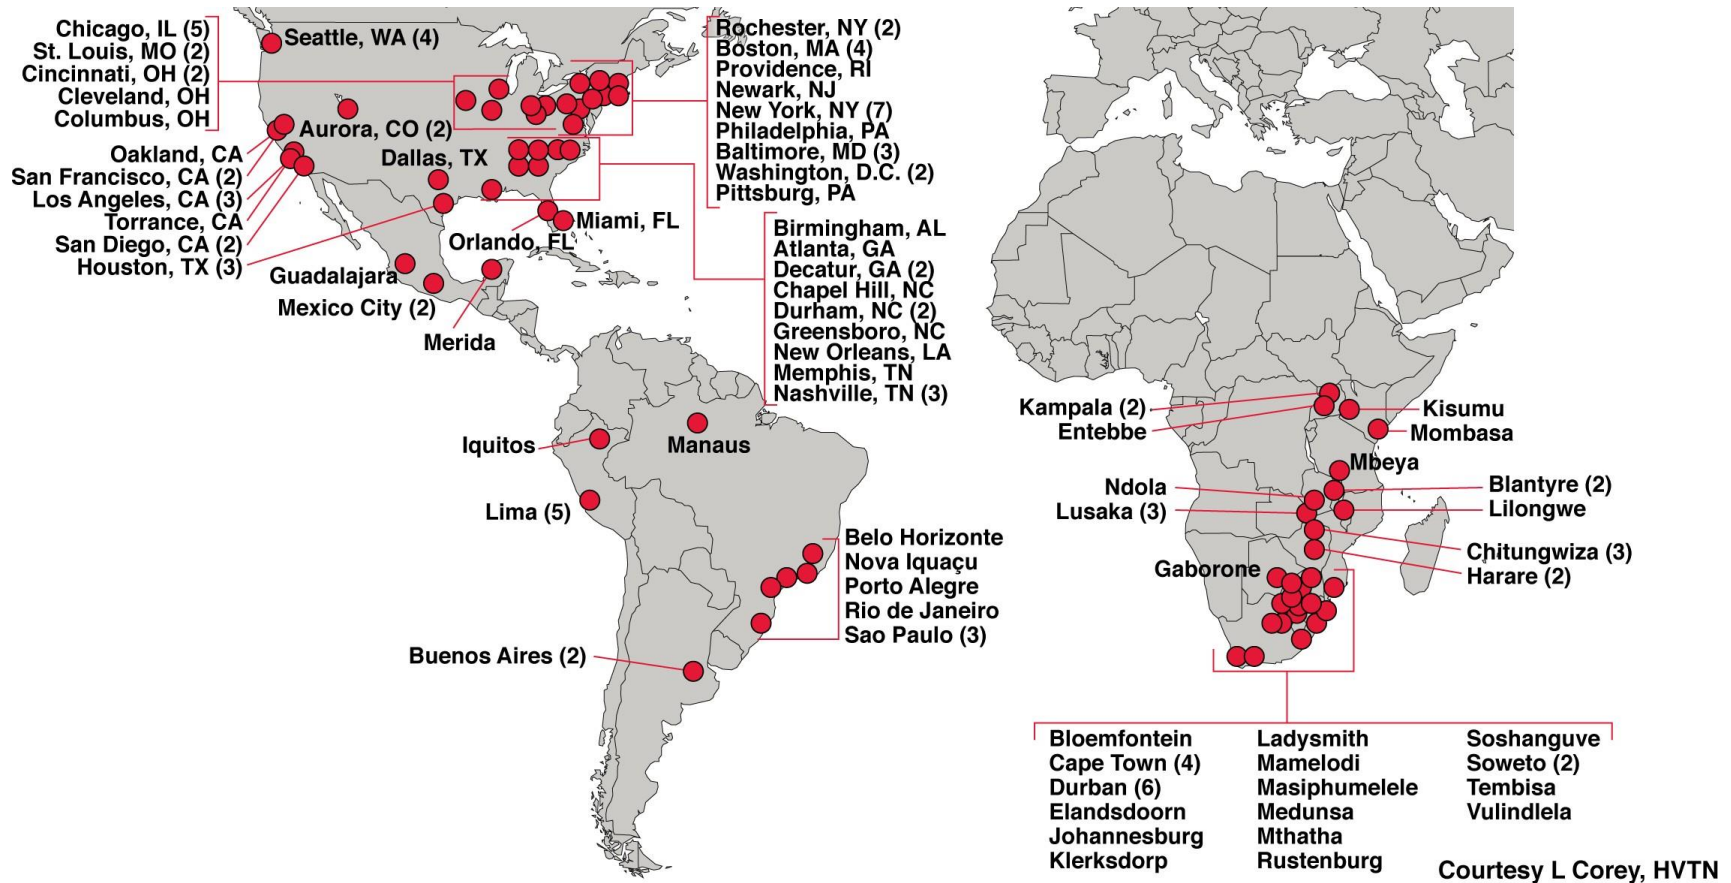 Chicago, IL (5)
St. Louis, MO (2)
Cincinnati, OH (2)
Cleveland, OH
Columbus, OH
Seattle, WA (4)
Aurora, CO (2)
Dallas, TX
Oakland, CA
San Francisco, CA (2)
Los Angeles, CA (3)
Torrance, CA
San Diego, CA (2)
Houston, TX (3)
Rochester, NY (2)
Boston, MA (4)
Providence, RI
Newark, NJ
New York, NY (7)
Philadelphia, PA
Baltimore, MD (3)
Washington, D.C. (2)
Pittsburg, PA
Miami, FL
Orlando, FL
Birmingham, AL
Atlanta, GA
Decatur, GA (2)
Chapel Hill, NC
Durham, NC (2)
Greensboro, NC
New Orleans, LA
Memphis, TN
Nashville, TN (3)
Guadalajara
Mexico City (2)
Merida
Iquitos
Manaus
Lima (5)
Belo Horizonte
Nova Iquaçu
Porto Alegre
Rio de Janeiro
Sao Paulo (3)
Buenos Aires (2)
Kampala (2)
Entebbe
Kisumu
Mombasa
Mbeya
Ndola
Lusaka (3)
Blantyre (2)
Lilongwe
Chitungwiza (3)
Harare (2)
Gaborone
Bloemfontein
Cape Town (4)
Durban (6)
Elandsdoorn
Johannesburg
Klerksdorp
Ladysmith
Mamelodi
Masiphumelele
Medunsa
Mthatha
Rustenburg
Soshanguve
Soweto (2)
Tembisa
Vulindlela
Courtesy L Corey, HVTN